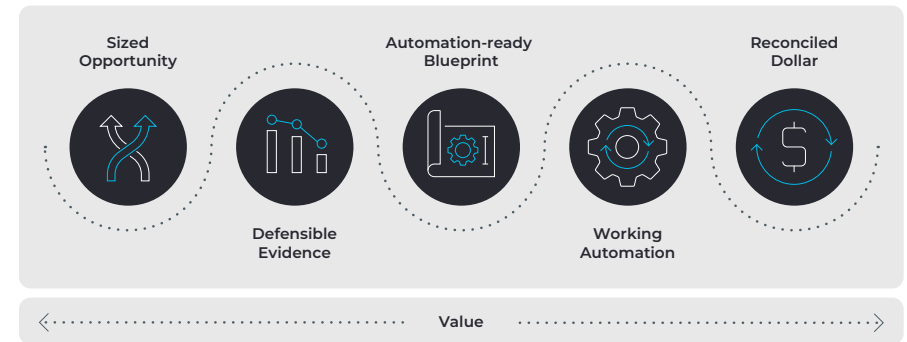 Sized
Opportunity
Defensible
Evidence
Automation-ready
Blueprint
Working
Automation
Reconciled
Dollar
$
Value